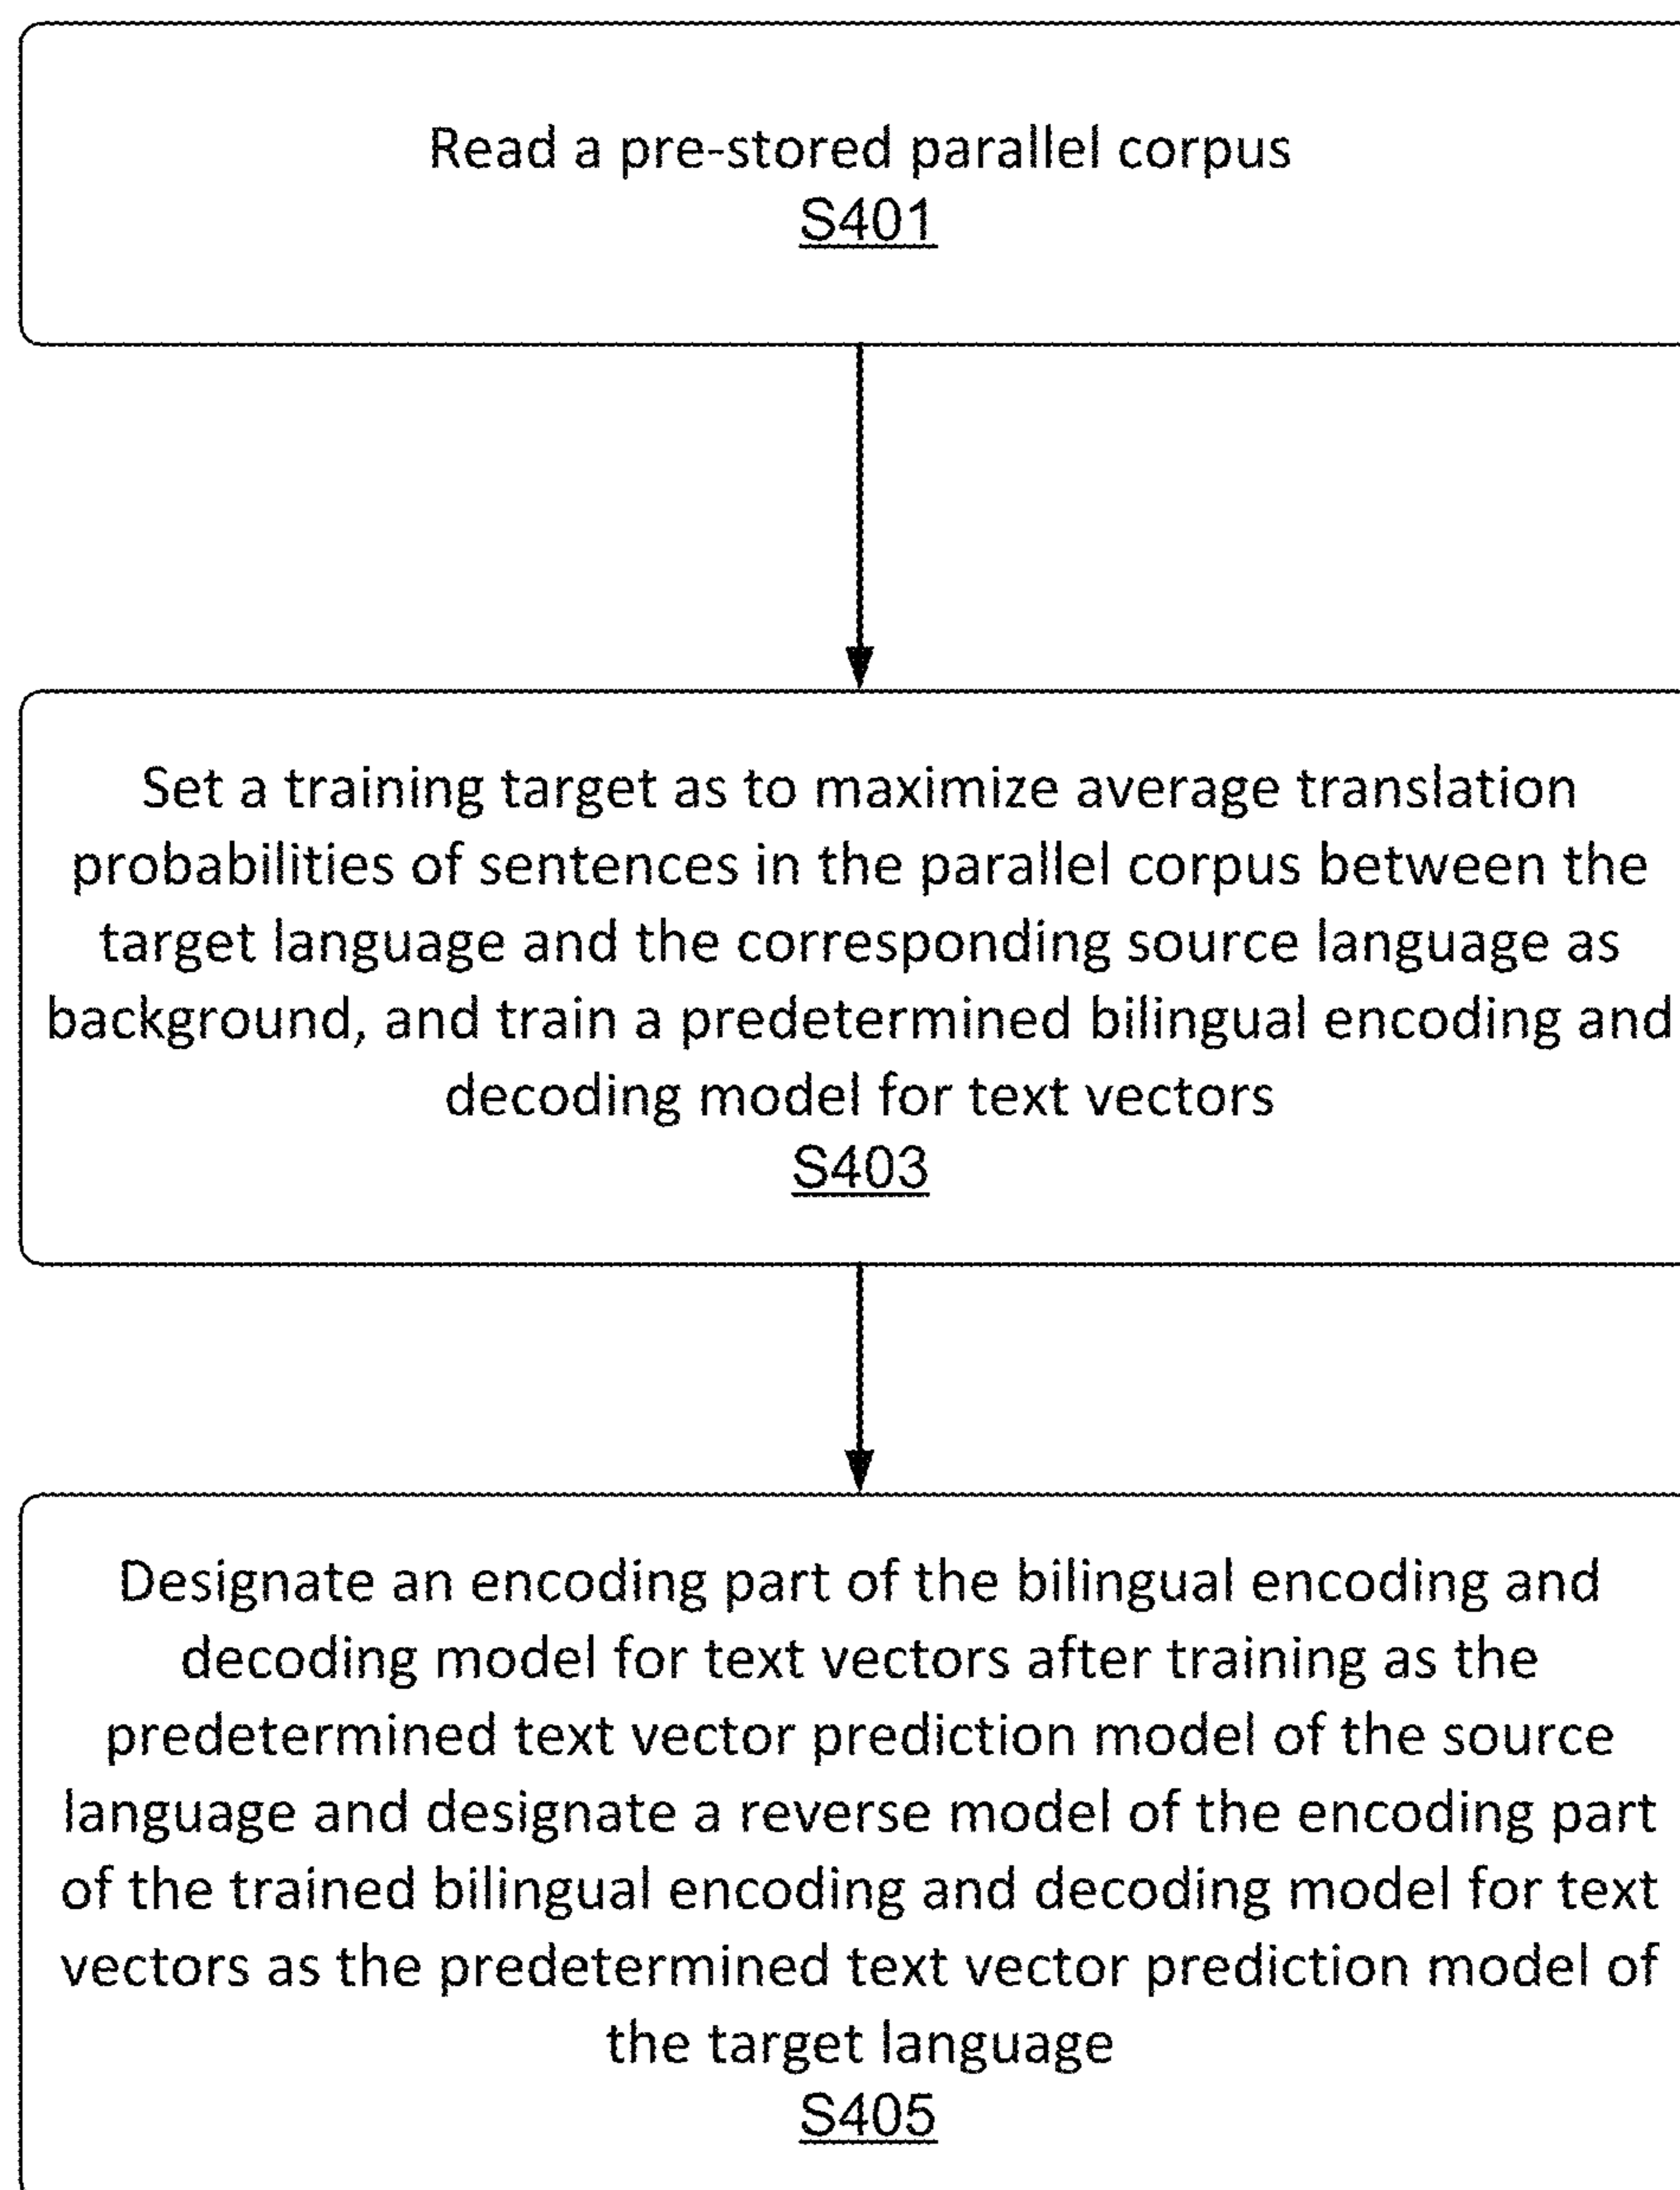 Read a pre-stored parallel corpus
S401
Set a training target as to maximize average translation
probabilities of sentences in the parallel corpus between the
target language and the corresponding source language as
background, and train a predetermined bilingual encoding and
decoding model for text vectors
S403
Designate an encoding part of the bilingual encoding and
decoding model for text vectors after training as the
predetermined text vector prediction model of the source
language and designate a reverse model of the encoding part
of the trained bilingual encoding and decoding model for text
vectors as the predetermined text vector prediction model of
the target language
S405